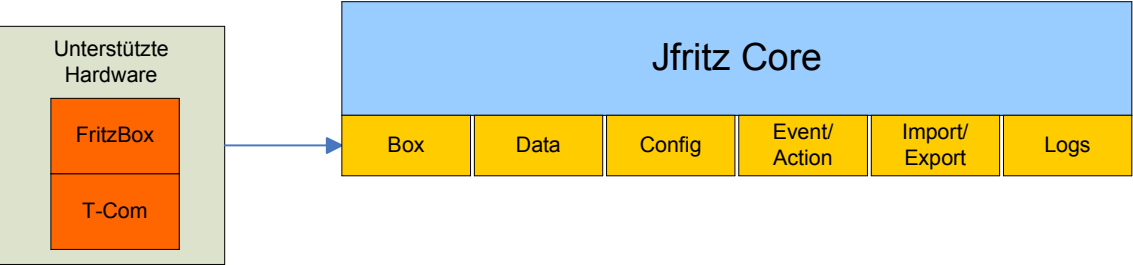 Unterstützte
Hardware
FritzBox
T-Com
Jfritz Core
Box
Data
Config
Event/
Action
Import/
Export
Logs